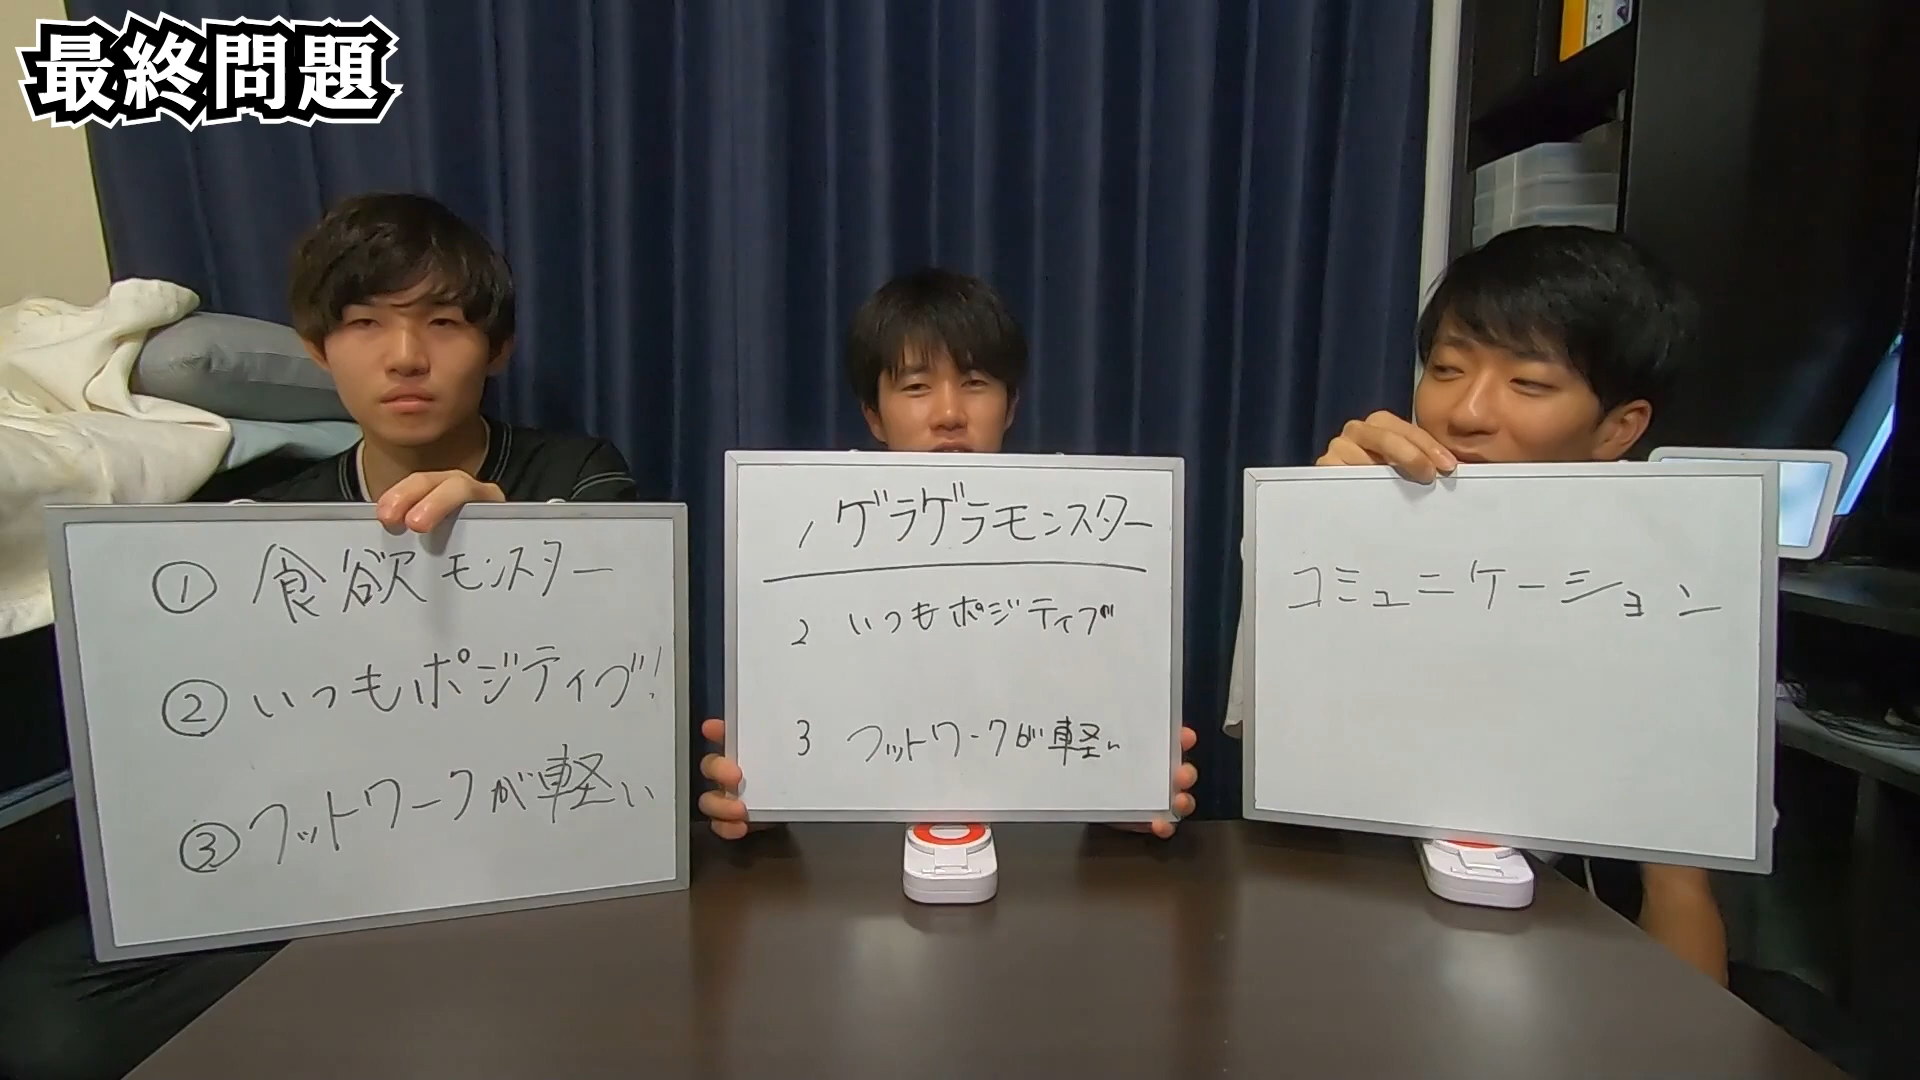 最終問題
① 食欲モンスター
② いつもポジティブ!
③ フットワークが軽い
1 ゲラゲラモンスター
2 いつもポジティブ
3 フットワークが軽い
コミュニケーション